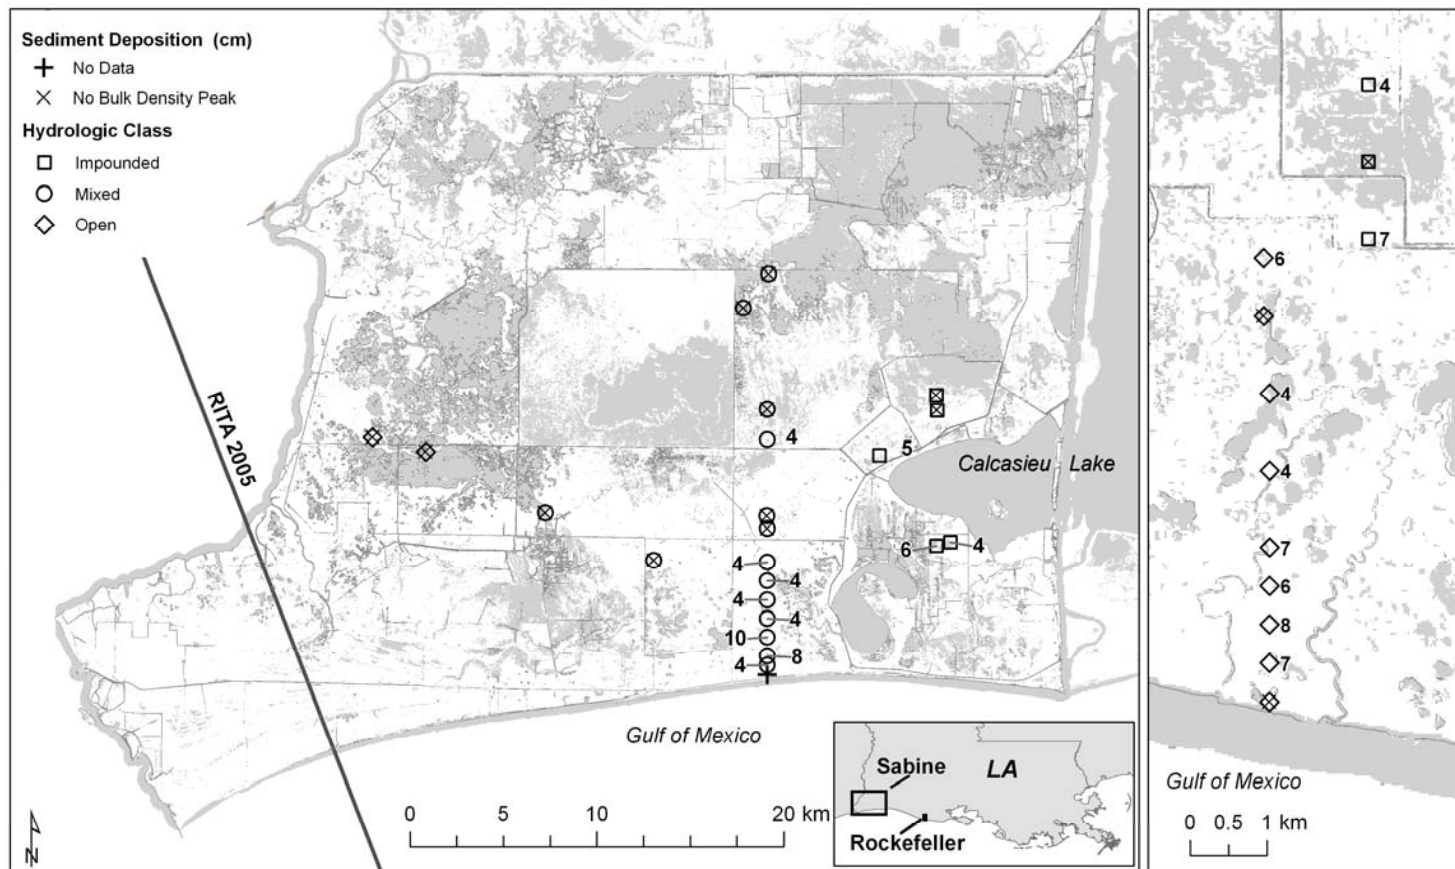 Sediment Deposition (cm)
No Data
No Bulk Density Peak
Hydrologic Class
Impounded
Mixed
Open
RITA 2005
4
5
Calcasieu Lake
6
4
4
4
4
4
10
8
4
Gulf of Mexico
0 5 10 20 km
N
Sabine
LA
Rockefeller
4
7
6
4
4
7
6
8
7
Gulf of Mexico
0 0.5 1 km